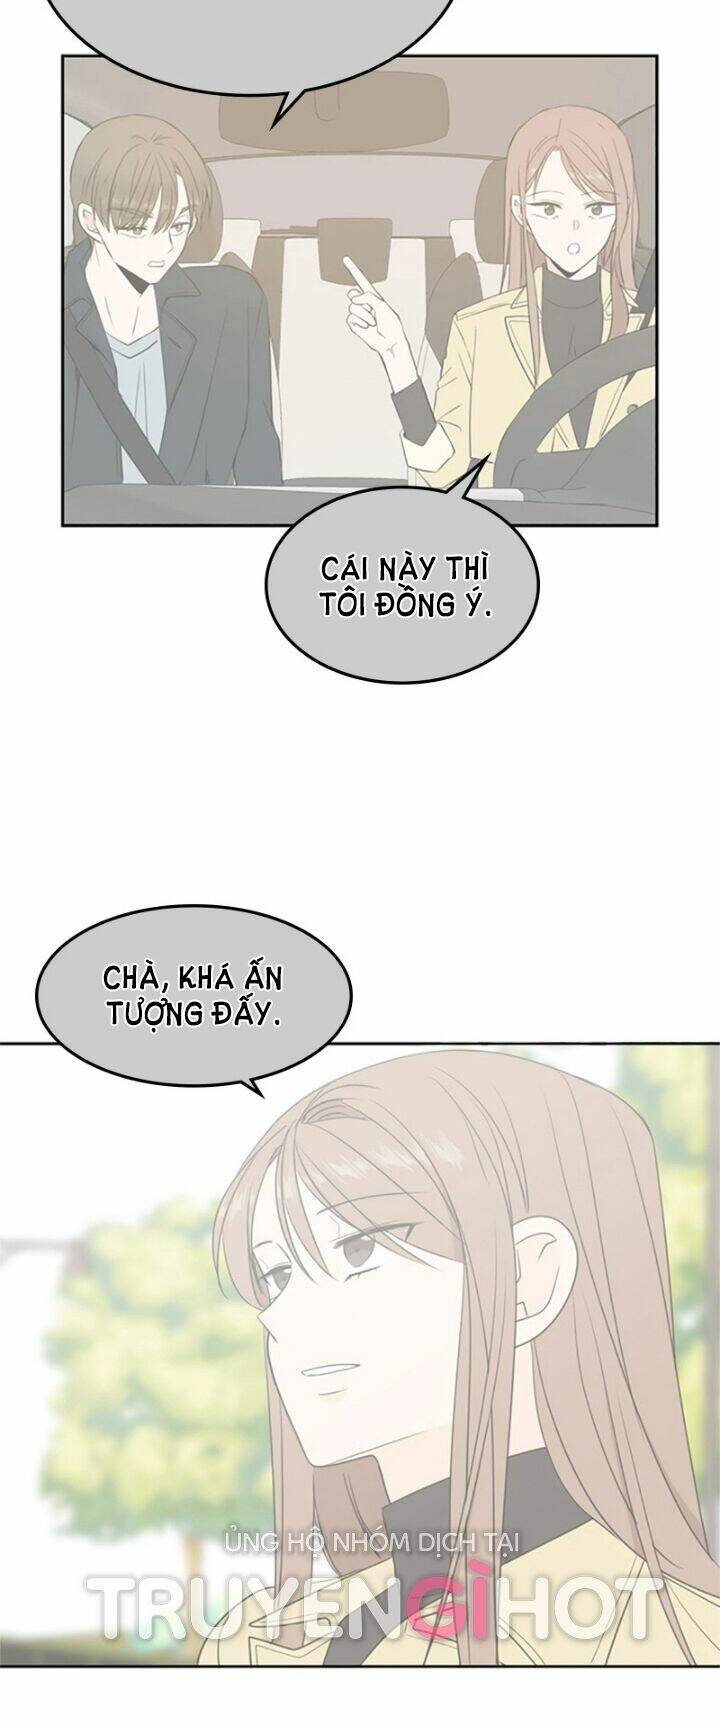 CÁI NÀY THÌ
TÔI ĐỒNG Ý.
CHÀ, KHÁ ẤN
TƯỢNG ĐẤY.
ỦNG HỘ NHÓM DỊCH TẠI
TRUYENGIHOT